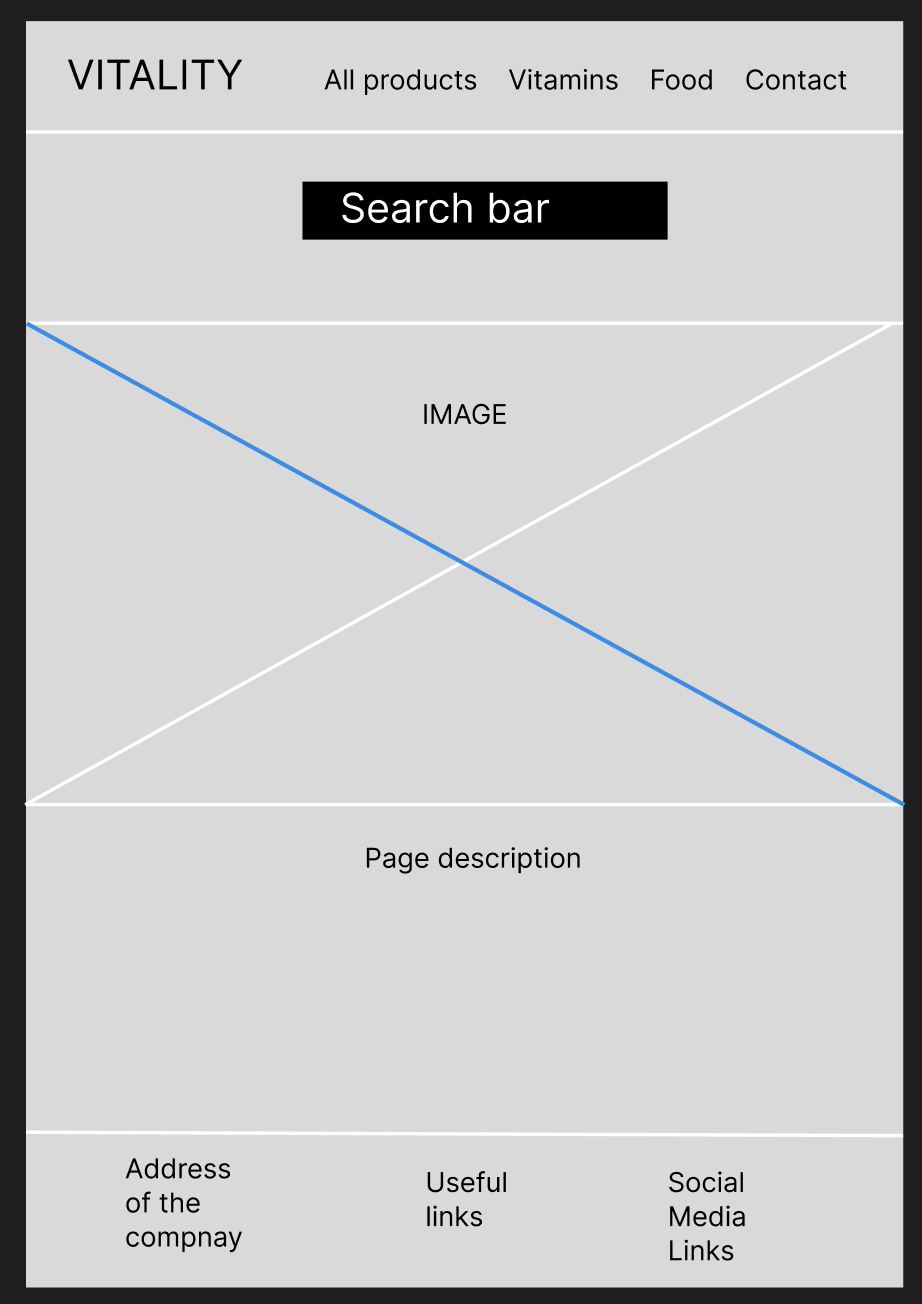 VITALITY
All products Vitamins Food Contact
Search bar
IMAGE
Page description
Address
of the
compnay
Useful
links
Social
Media
Links